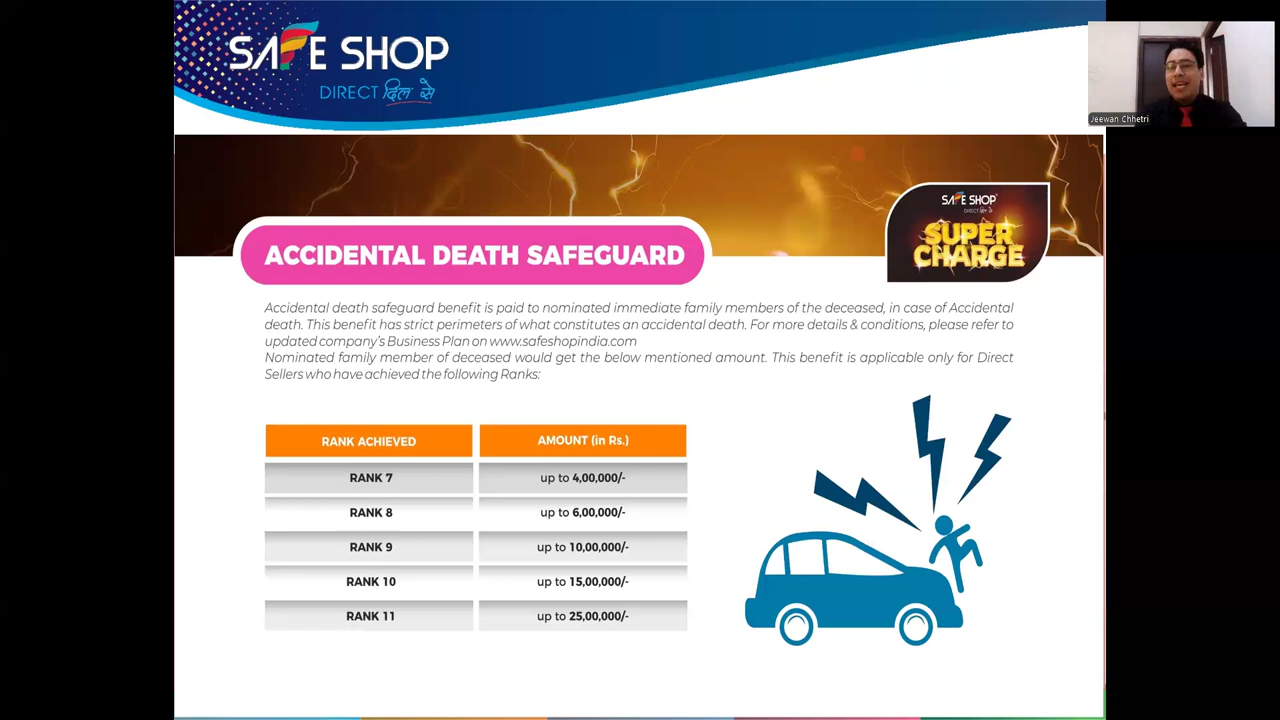 SAFE SHOP
DIRECT दिल से
Jeewan Chhetri
SAFE SHOP
DIRECT दिल से
SUPER
CHARGE
ACCIDENTAL DEATH SAFEGUARD
Accidental death safeguard benefit is paid to nominated immediate family members of the deceased, in case of Accidental
death. This benefit has strict perimeters of what constitutes an accidental death. For more details & conditions, please refer to
updated company's Business Plan on www.safeshopindia.com
Nominated family member of deceased would get the below mentioned amount. This benefit is applicable only for Direct
Sellers who have achieved the following Ranks:
RANK ACHIEVED AMOUNT (in Rs.)
RANK 7 up to 4,00,000/-
RANK 8 up to 6,00,000/-
RANK 9 up to 10,00,000/-
RANK 10 up to 15,00,000/-
RANK 11 up to 25,00,000/-